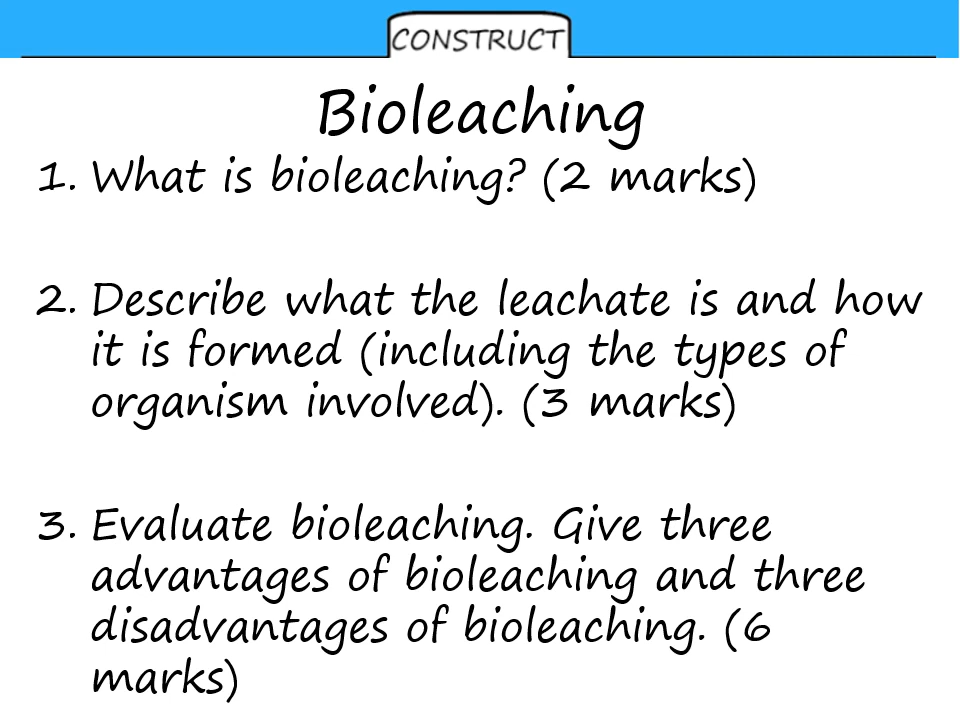 CONSTRUCT
Bioleaching
1. What is bioleaching? (2 marks)
2. Describe what the leachate is and how
it is formed (including the types of
organism involved). (3 marks)
3. Evaluate bioleaching. Give three
advantages of bioleaching and three
disadvantages of bioleaching. (6
marks)